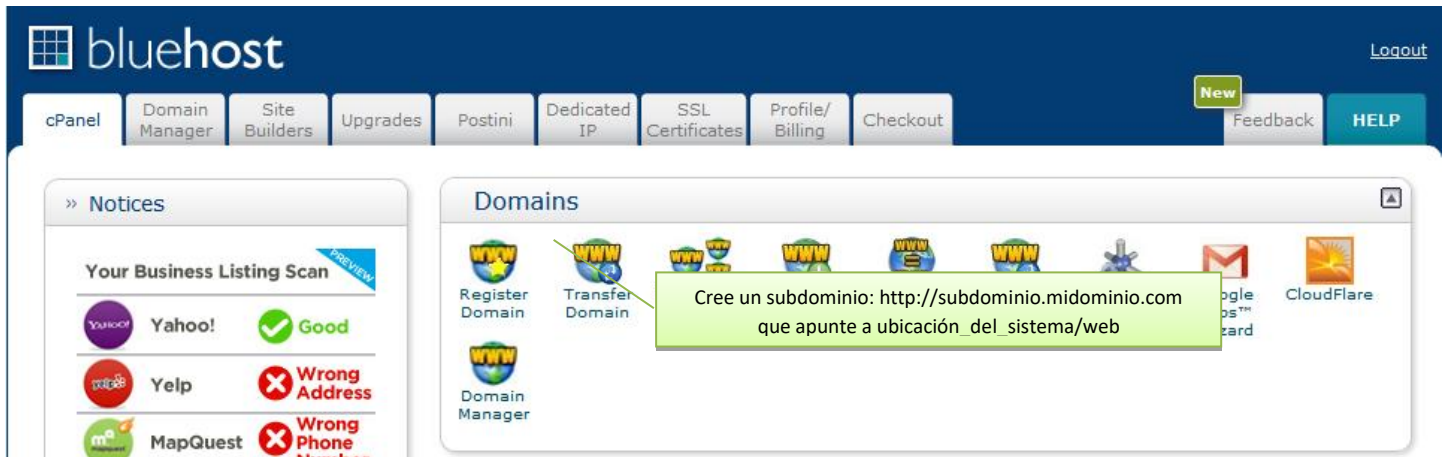 bluehost
Logout
New
cPanel
Domain Manager
Site Builders
Upgrades
Postini
Dedicated IP
SSL Certificates
Profile/ Billing
Checkout
Feedback
HELP
» Notices
Your Business Listing Scan
PREVIEW
Yahoo!
Good
Yelp
Wrong Address
MapQuest
Wrong Phone
Domains
Register Domain
Transfer Domain
Cree un subdominio: http://subdominio.midominio.com
que apunte a ubicación_del_sistema/web
CloudFlare
Domain Manager